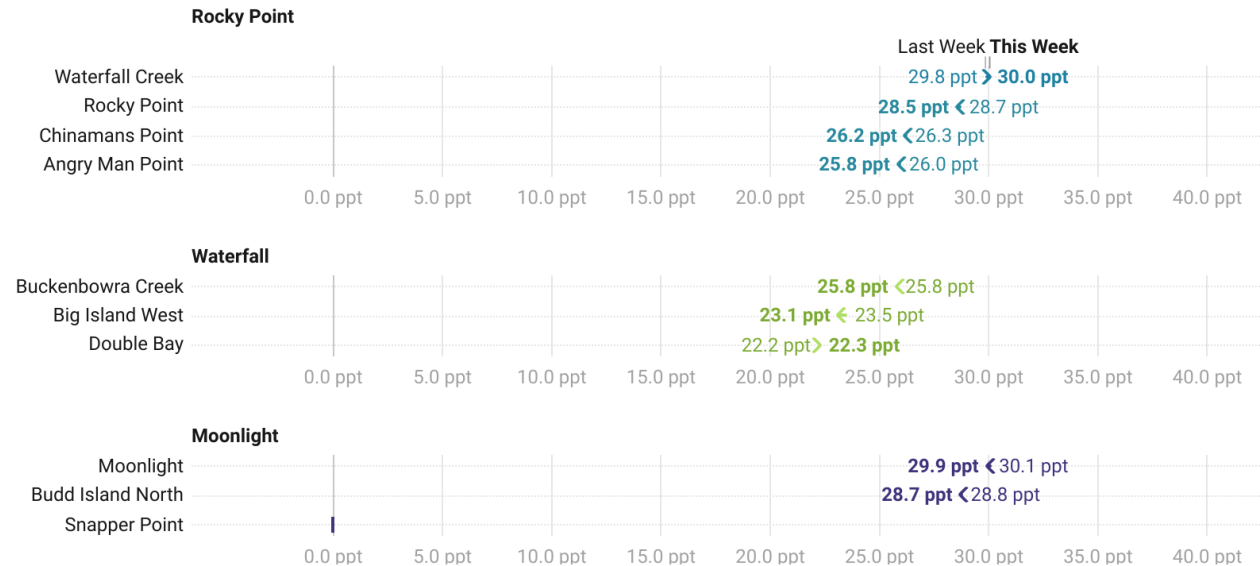 Rocky Point
Last Week This Week
Waterfall Creek 29.8 ppt 30.0 ppt
Rocky Point 28.5 ppt 28.7 ppt
Chinamans Point 26.2 ppt 26.3 ppt
Angry Man Point 25.8 ppt 26.0 ppt
0.0 ppt 5.0 ppt 10.0 ppt 15.0 ppt 20.0 ppt 25.0 ppt 30.0 ppt 35.0 ppt 40.0 ppt
Waterfall
Buckenbowra Creek 25.8 ppt 25.8 ppt
Big Island West 23.1 ppt 23.5 ppt
Double Bay 22.2 ppt 22.3 ppt
0.0 ppt 5.0 ppt 10.0 ppt 15.0 ppt 20.0 ppt 25.0 ppt 30.0 ppt 35.0 ppt 40.0 ppt
Moonlight
Moonlight 29.9 ppt 30.1 ppt
Budd Island North 28.7 ppt 28.8 ppt
Snapper Point
0.0 ppt 5.0 ppt 10.0 ppt 15.0 ppt 20.0 ppt 25.0 ppt 30.0 ppt 35.0 ppt 40.0 ppt